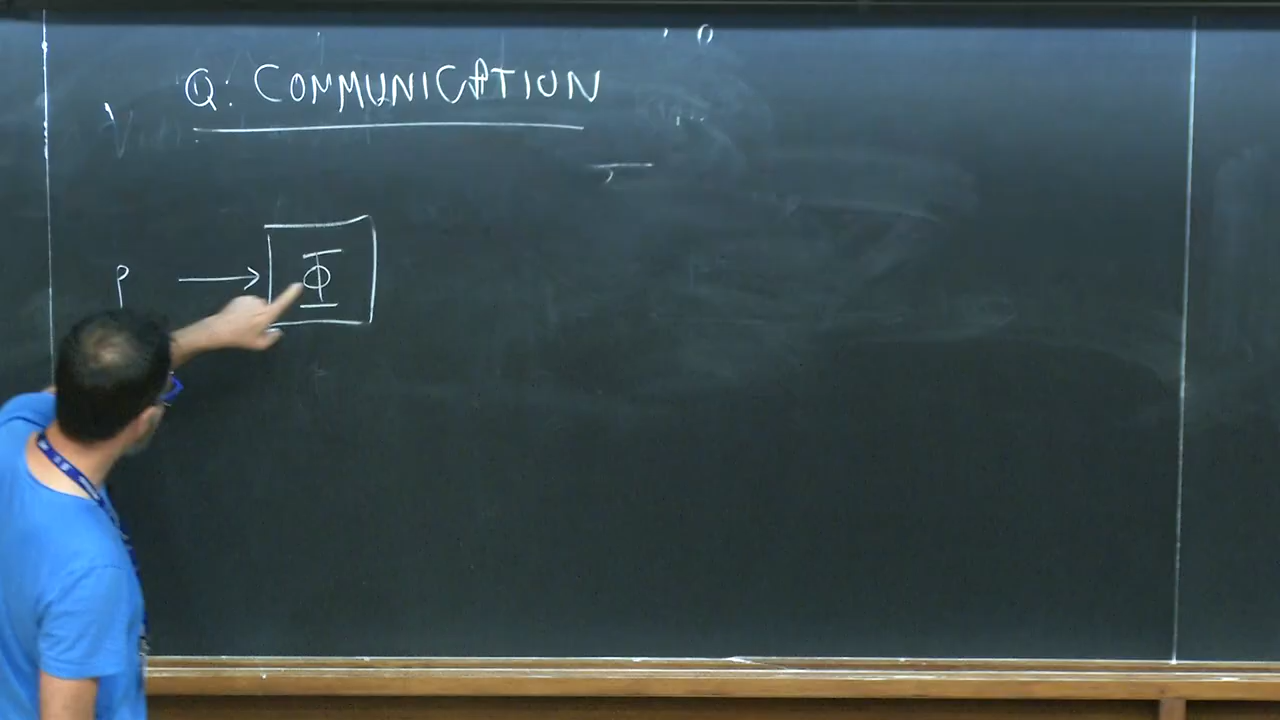 Q: COMMUNICATION
ρ → Φ